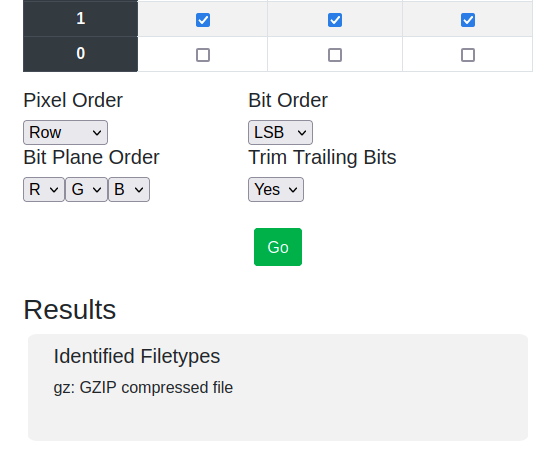 1
0
Pixel Order Bit Order
Row LSB
Bit Plane Order Trim Trailing Bits
R G B Yes
Go
Results
Identified Filetypes
gz: GZIP compressed file